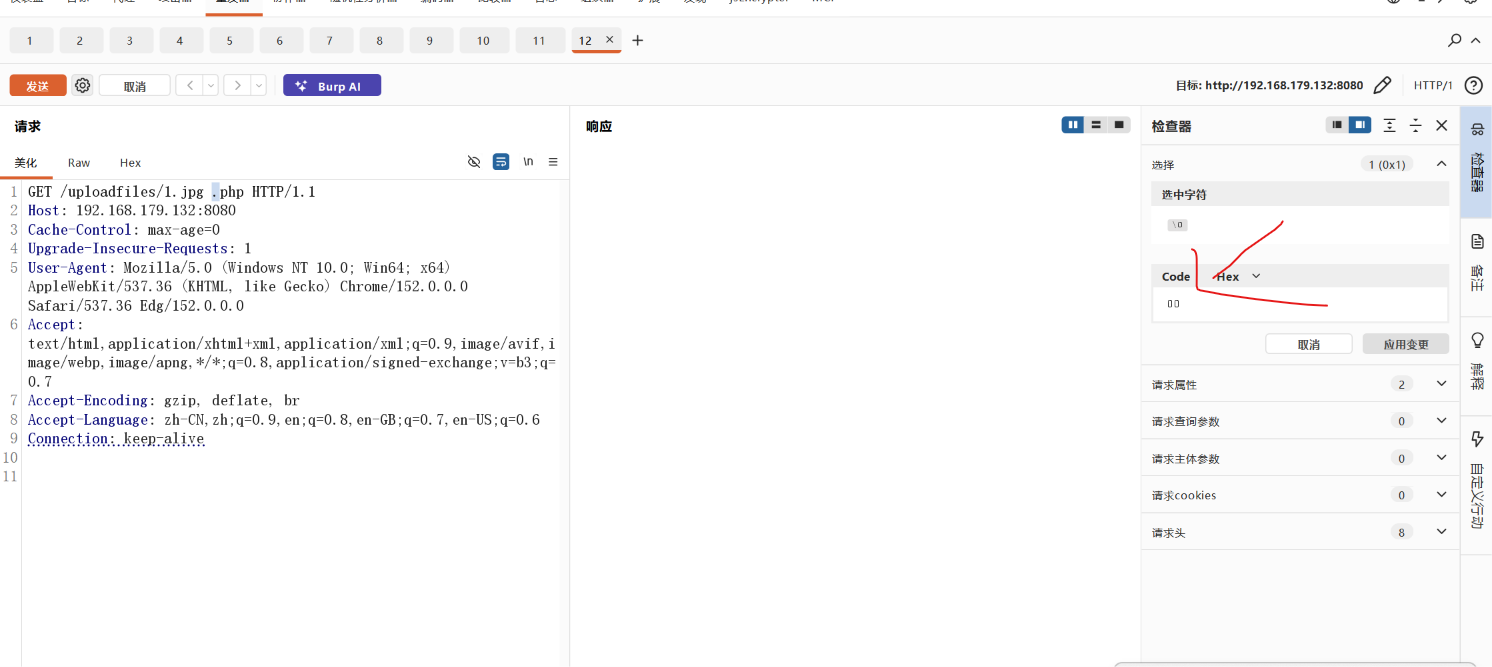 1 2 3 4 5 6 7 8 9 10 11 12 × +
发送 取消 < > Burp AI 目标: http://192.168.179.132:8080 HTTP/1 ?
请求
响应
检查器
美化 Raw Hex \n
1 GET /uploadfiles/1.jpg .php HTTP/1.1
2 Host: 192.168.179.132:8080
3 Cache-Control: max-age=0
4 Upgrade-Insecure-Requests: 1
5 User-Agent: Mozilla/5.0 (Windows NT 10.0; Win64; x64)
AppleWebKit/537.36 (KHTML, like Gecko) Chrome/152.0.0.0
Safari/537.36 Edg/152.0.0.0
6 Accept:
text/html,application/xhtml+xml,application/xml;q=0.9,image/avif,i
mage/webp,image/apng,*/*;q=0.8,application/signed-exchange;v=b3;q=
0.7
7 Accept-Encoding: gzip, deflate, br
8 Accept-Language: zh-CN,zh;q=0.9,en;q=0.8,en-GB;q=0.7,en-US;q=0.6
9 Connection: keep-alive
10
11
选择 1 (0x1)
选中字符
\0
Code Hex
00
取消 应用变更
请求属性 2
请求查询参数 0
请求主体参数 0
请求cookies 0
请求头 8
检查器
备注
解释
自定义行动